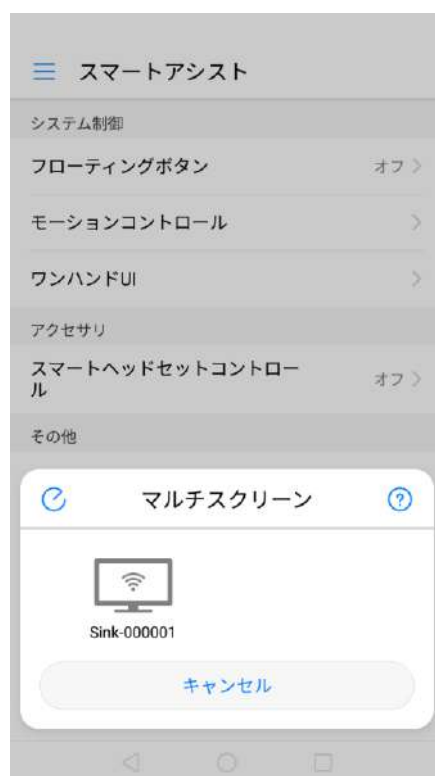 スマートアシスト
システム制御
フローティングボタン オフ
モーションコントロール
ワンハンドUI
アクセサリ
スマートヘッドセットコントロー
ル オフ
その他
マルチスクリーン ?
Sink-000001
キャンセル